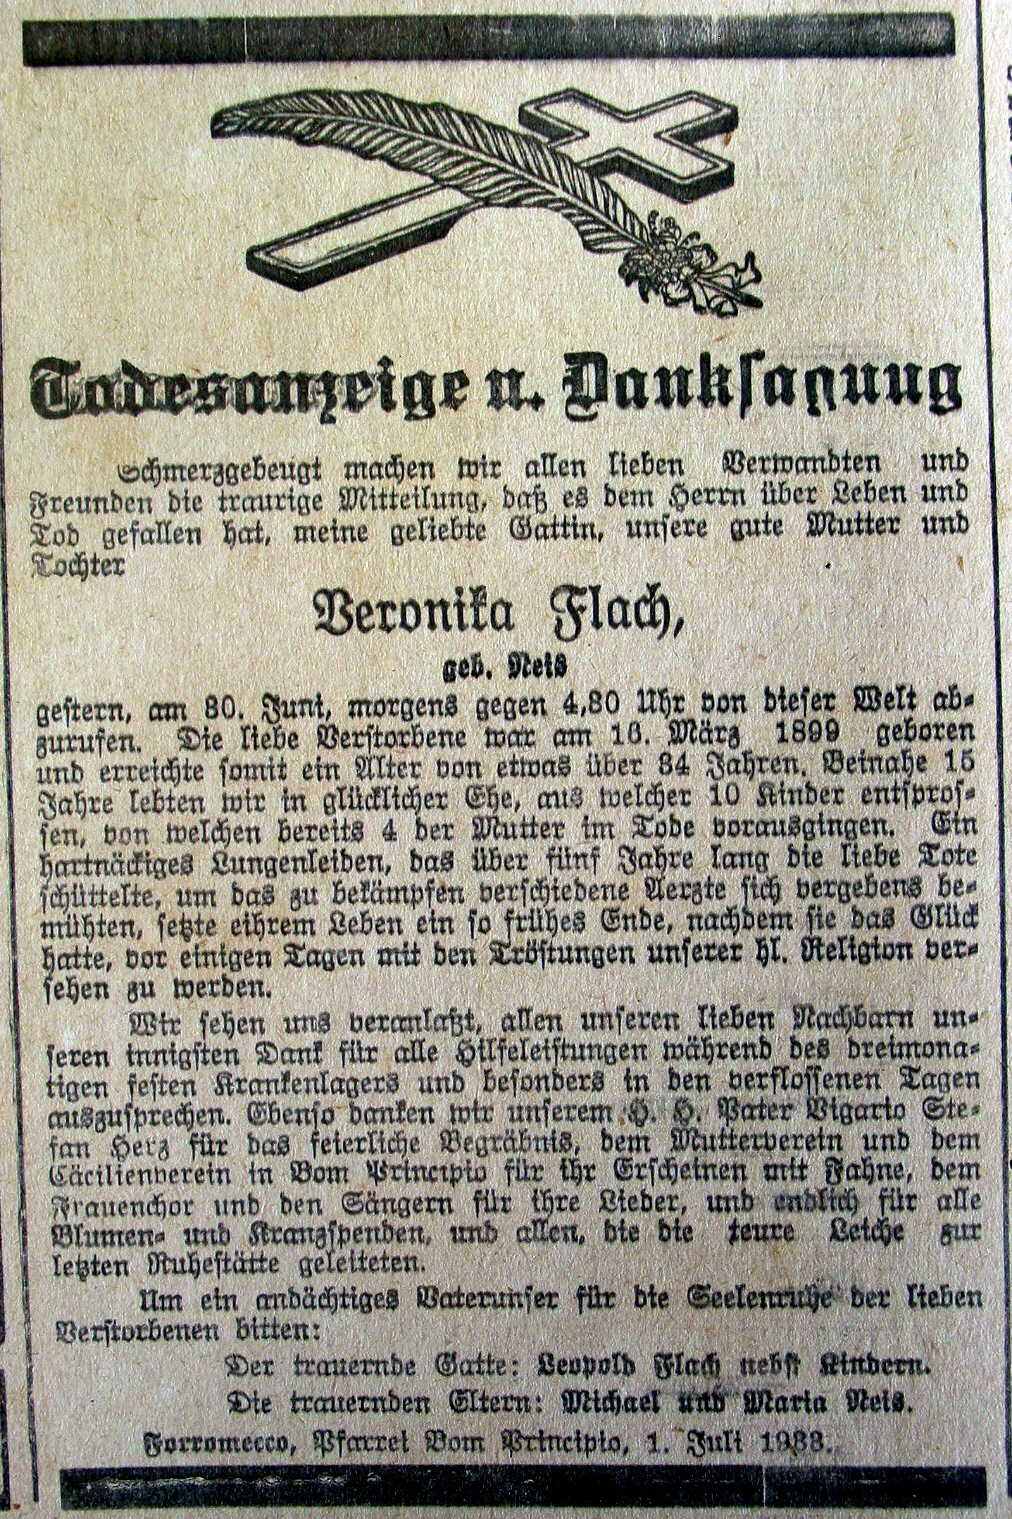 Todesanzeige u. Danksagung
Schmerzgebeugt machen wir allen lieben Verwandten und
Freunden die traurige Mitteilung, daß es dem Herrn über Leben und
Tod gefallen hat, meine geliebte Gattin, unsere gute Mutter und
Tochter
Veronika Flach,
geb. Reis
gestern, am 30. Juni, morgens gegen 4,30 Uhr von dieser Welt ab-
zurufen. Die liebe Verstorbene war am 16. März 1899 geboren
und erreichte somit ein Alter von etwas über 34 Jahren. Beinahe 15
Jahre lebten wir in glücklicher Ehe, aus welcher 10 Kinder entspros-
sen, von welchen bereits 4 der Mutter im Tode vorausgingen. Ein
hartnäckiges Lungenleiden, das über fünf Jahre lang die liebe Tote
schüttelte, um das zu bekämpfen verschiedene Aerzte sich vergebens be-
mühten, setzte eihrem Leben ein so frühes Ende, nachdem sie das Glück
hatte, vor einigen Tagen mit den Tröstungen unserer hl. Religion ver-
sehen zu werden.
Wir sehen uns veranlaßt, allen unseren lieben Nachbarn un-
seren innigsten Dank für alle Hilfeleistungen während des dreimona-
tigen festen Krankenlagers und besonders in den verflossenen Tagen
auszusprechen. Ebenso danken wir unserem H. H. Pater Vigario Ste-
fan Herz für das feierliche Begräbnis, dem Mutterverein und dem
Cäcilienverein in Bom Principio für ihr Erscheinen mit Fahne, dem
Frauenchor und den Sängern für ihre Lieder, und endlich für alle
Blumen- und Kranzspenden, und allen, die die teure Leiche zur
letzten Ruhestätte geleiteten.
Um ein andächtiges Vaterunser für die Seelenruhe der lieben
Verstorbenen bitten:
Der trauernde Gatte: Leopold Flach nebst Kindern.
Die trauernden Eltern: Michael und Maria Reis.
Forromecco, Pfarrei Bom Principio, 1. Juli 1933.